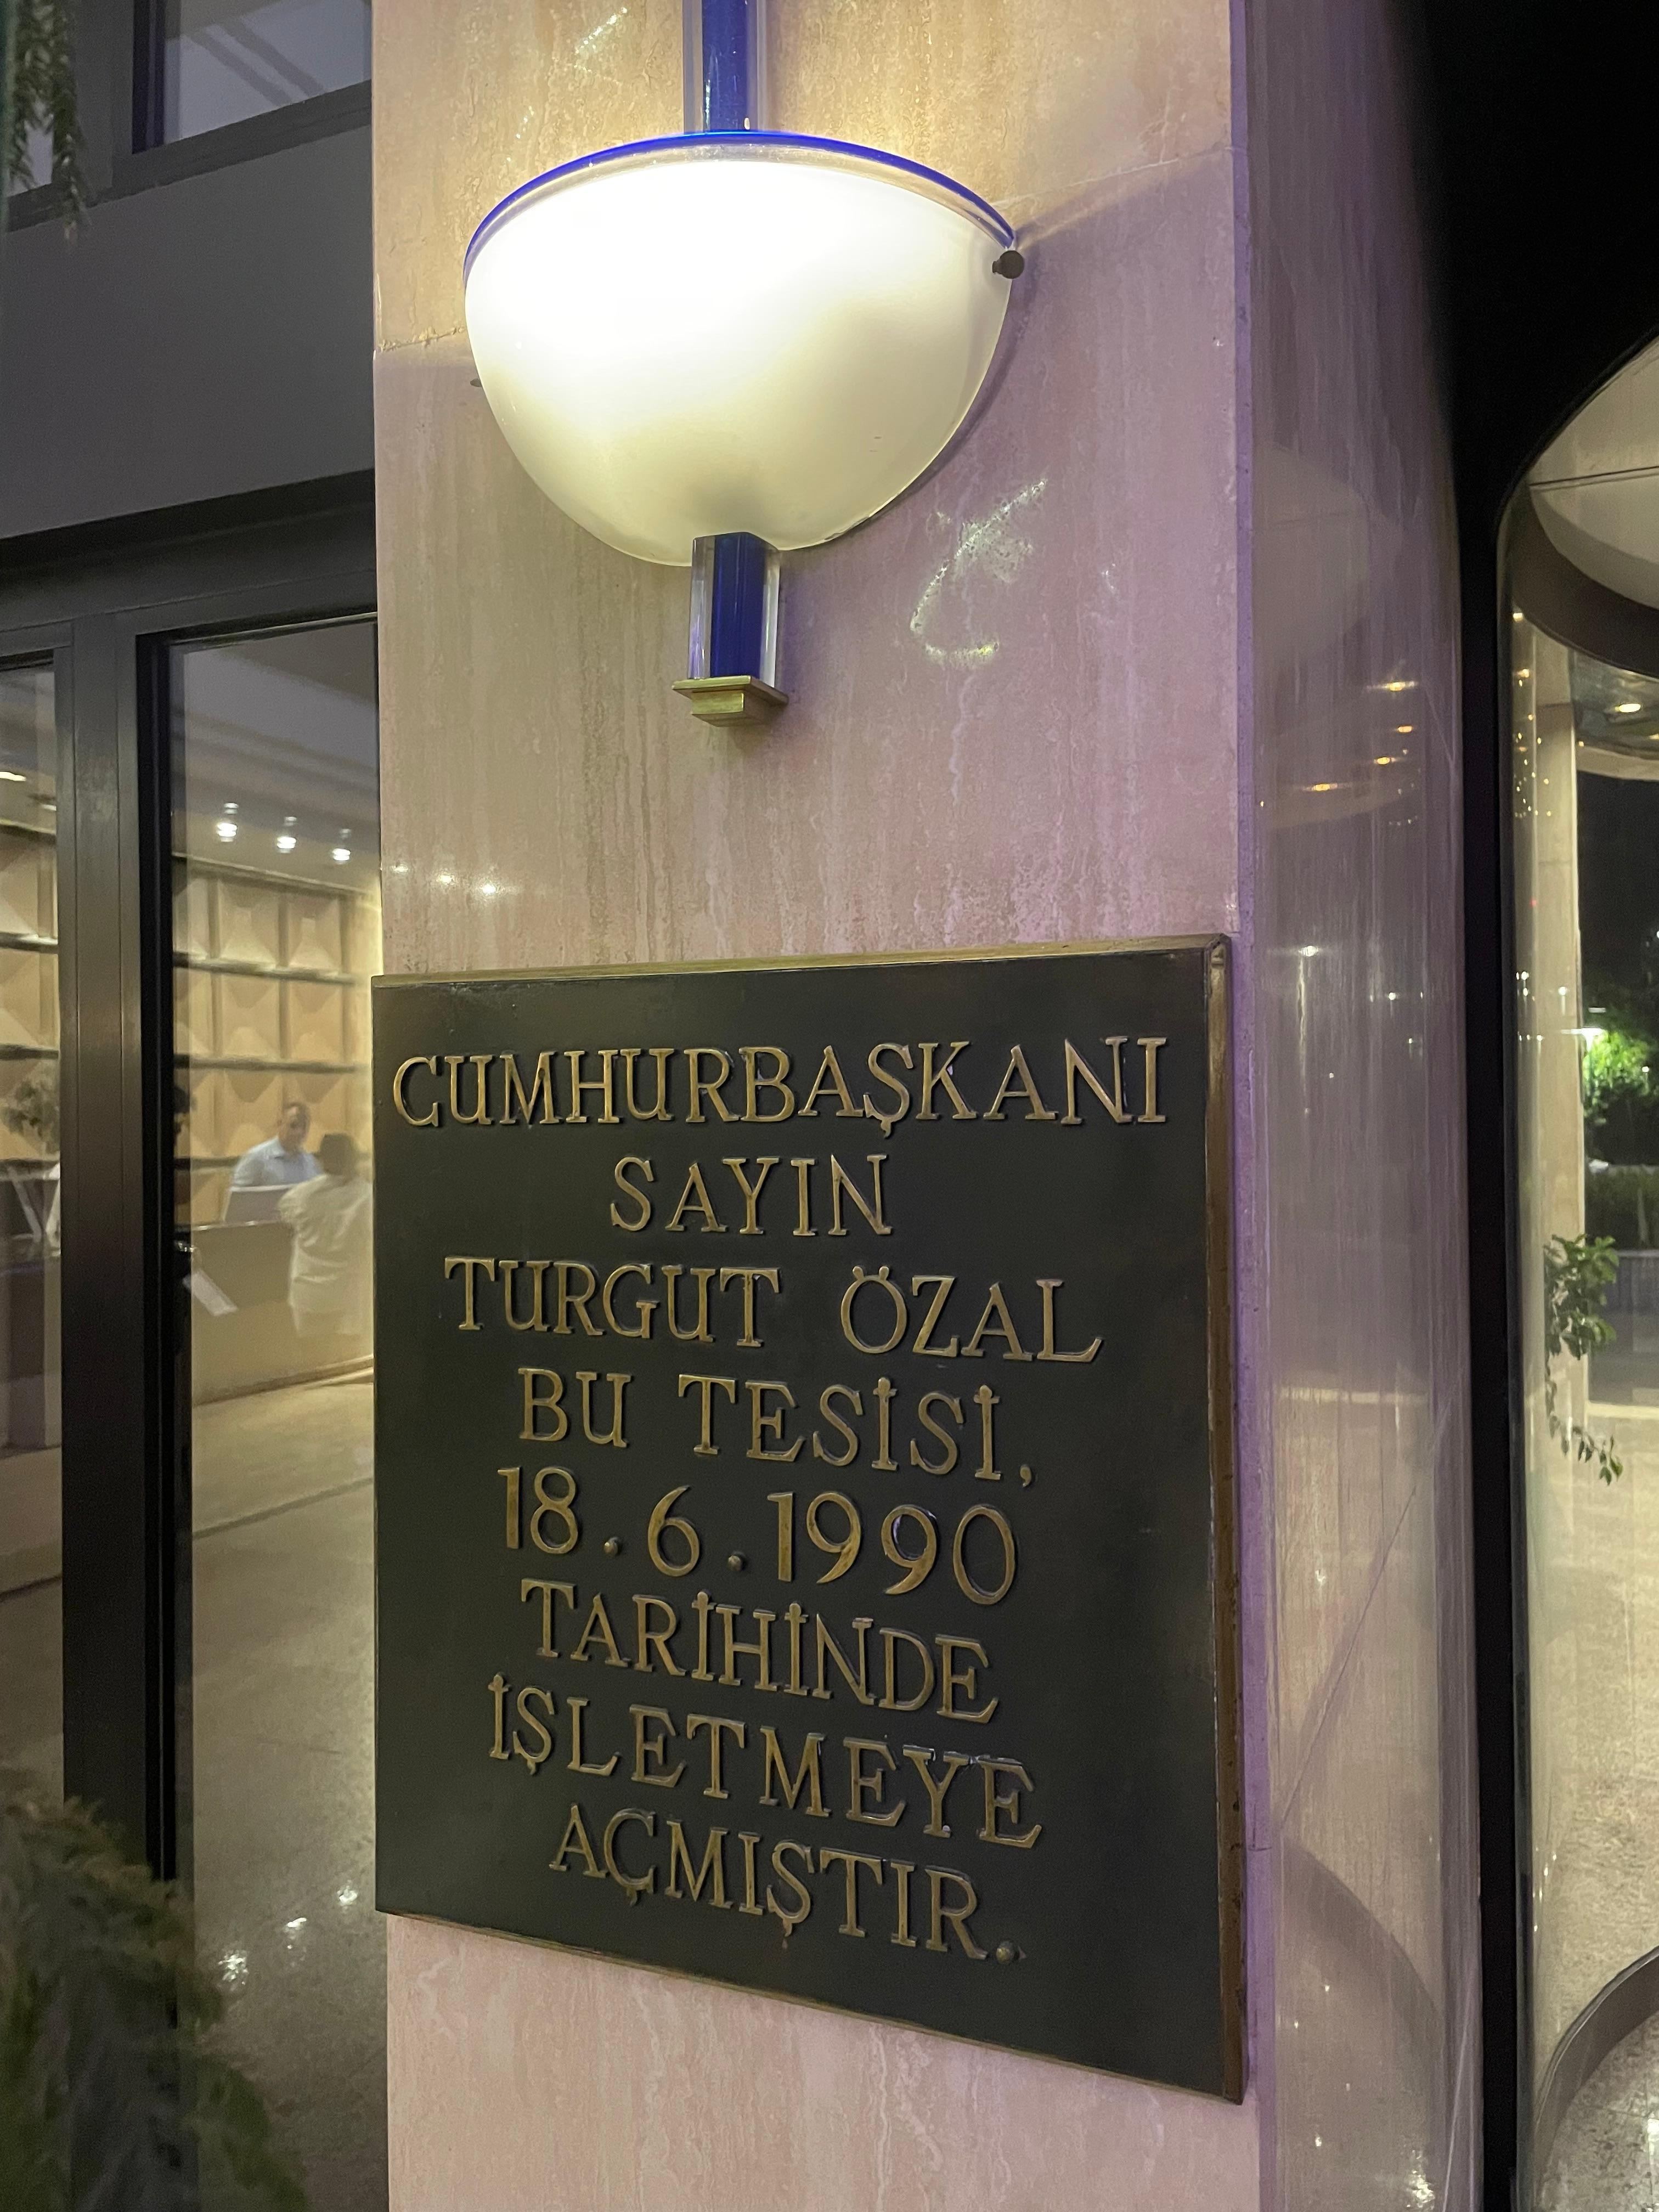 CUMHURBAŞKANI
SAYIN
TURGUT ÖZAL
BU TESİSİ,
18.6.1990
TARİHİNDE
İŞLETMEYE
AÇMIŞTIR.